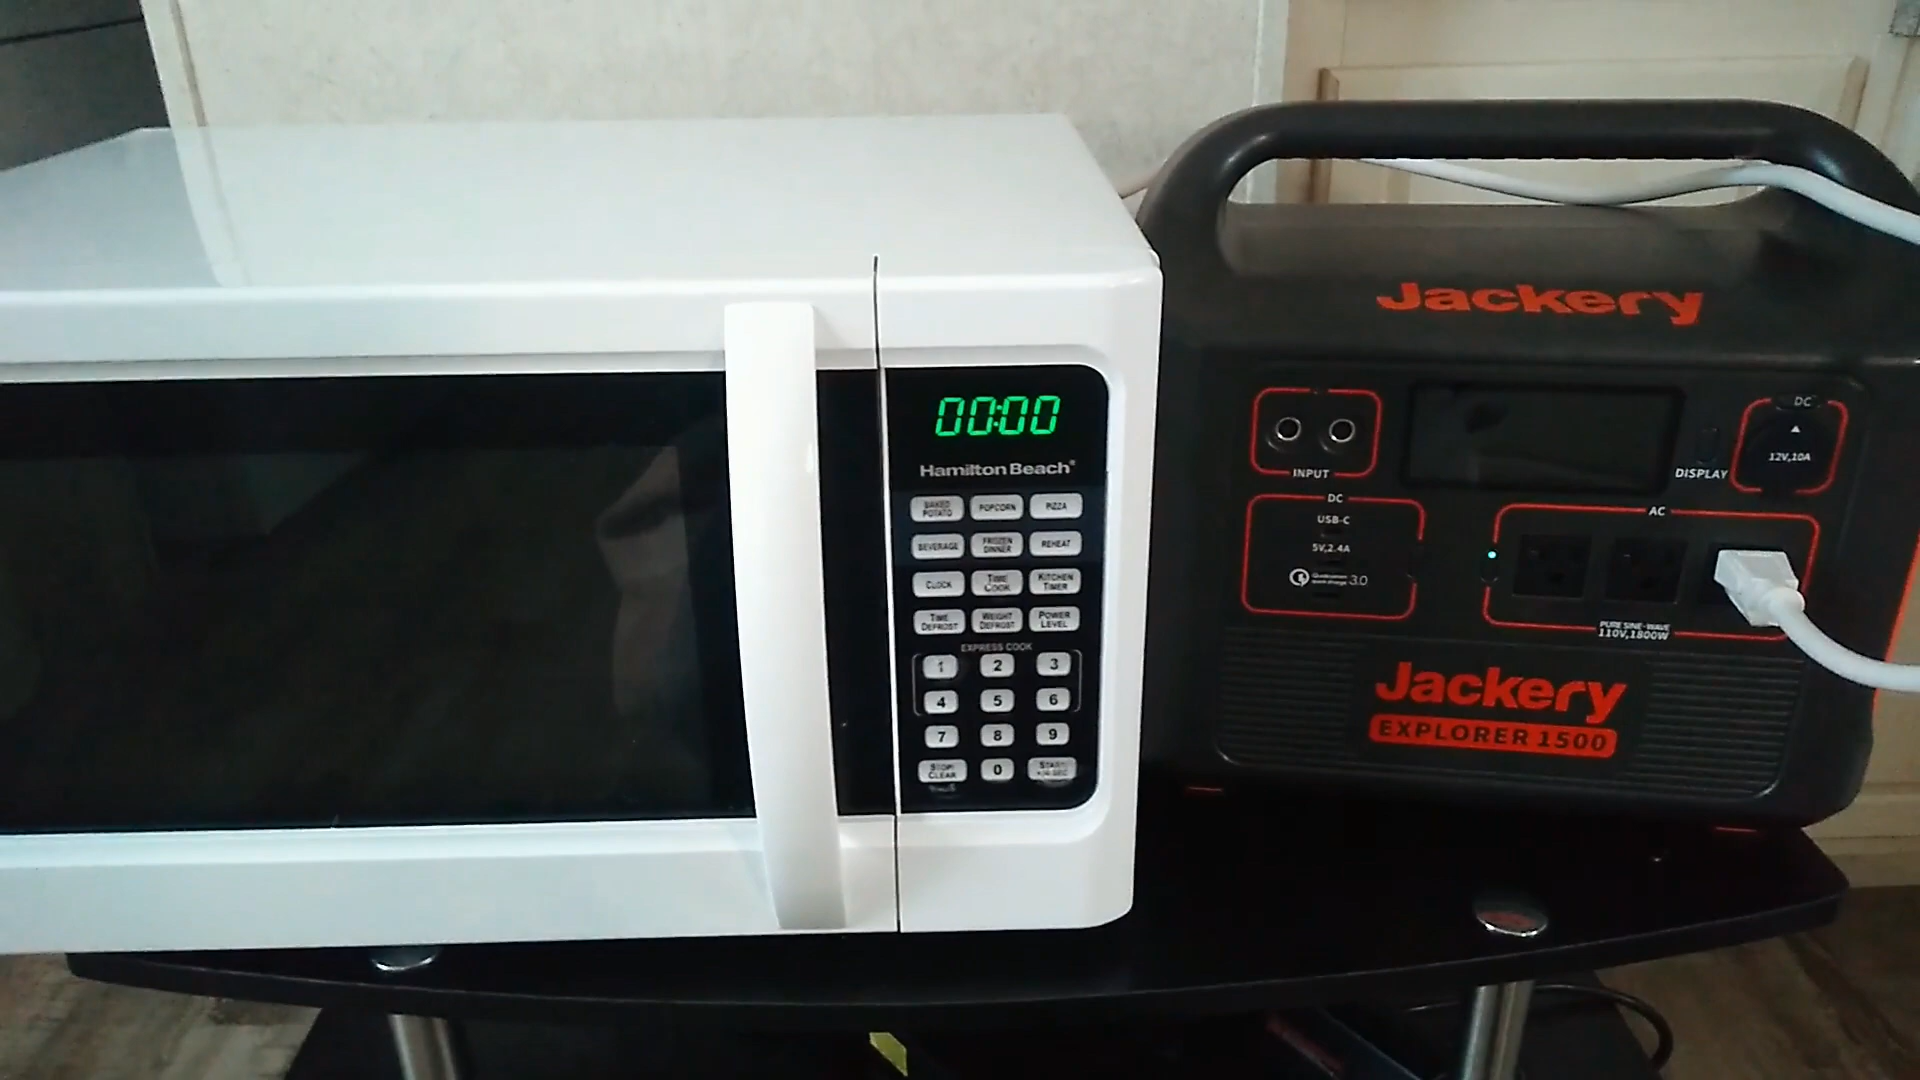 00:00
Hamilton Beach®
BAKED POTATO
POPCORN
PIZZA
BEVERAGE
FROZEN DINNER
REHEAT
CLOCK
TIME COOK
KITCHEN TIMER
TIME DEFROST
WEIGHT DEFROST
POWER LEVEL
EXPRESS COOK
1 2 3
4 5 6
7 8 9
STOP/ CLEAR
0
START/
Jackery
INPUT
DISPLAY
DC
12V,10A
DC
USB-C
5V,2.4A
Qualcomm
3.0
AC
PURE SINE-WAVE
110V,1800W
Jackery
EXPLORER 1500